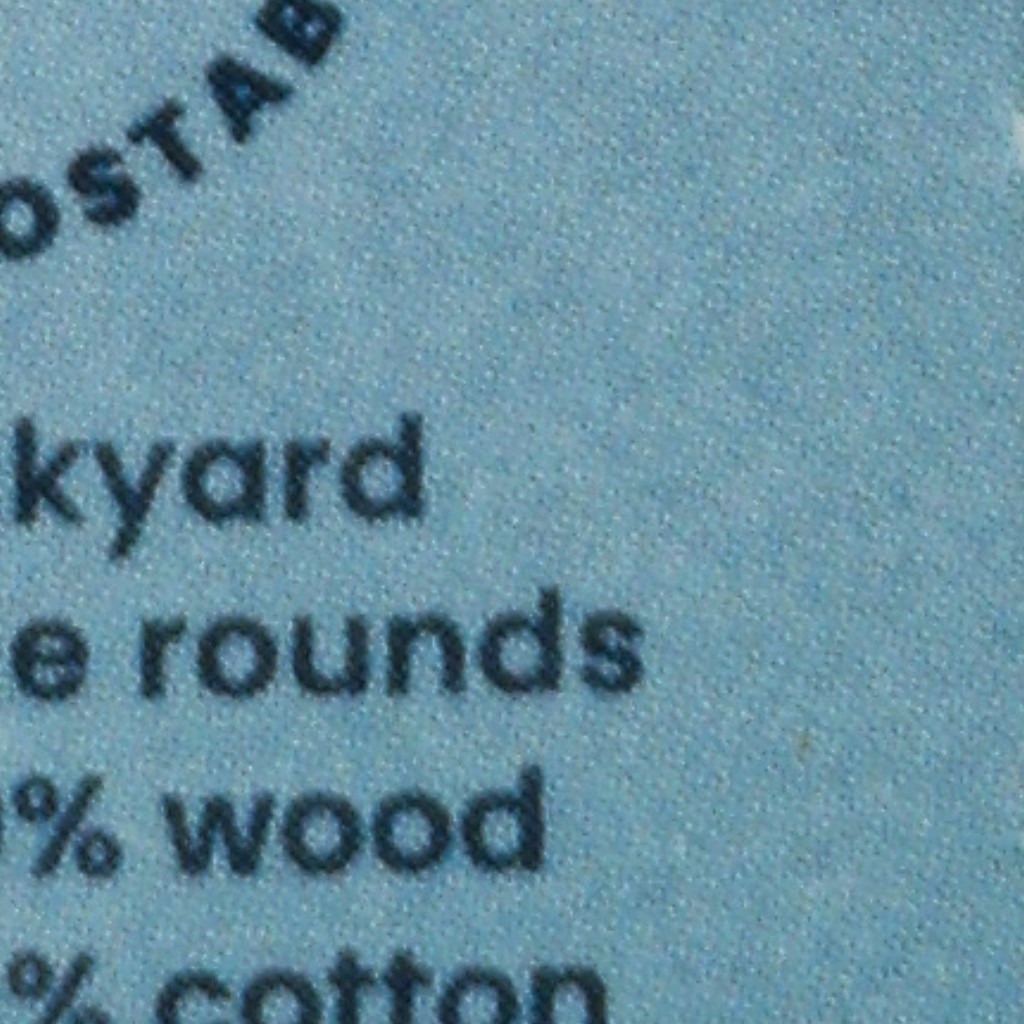 OSTAB
kyard
e rounds
% wood
% cotton